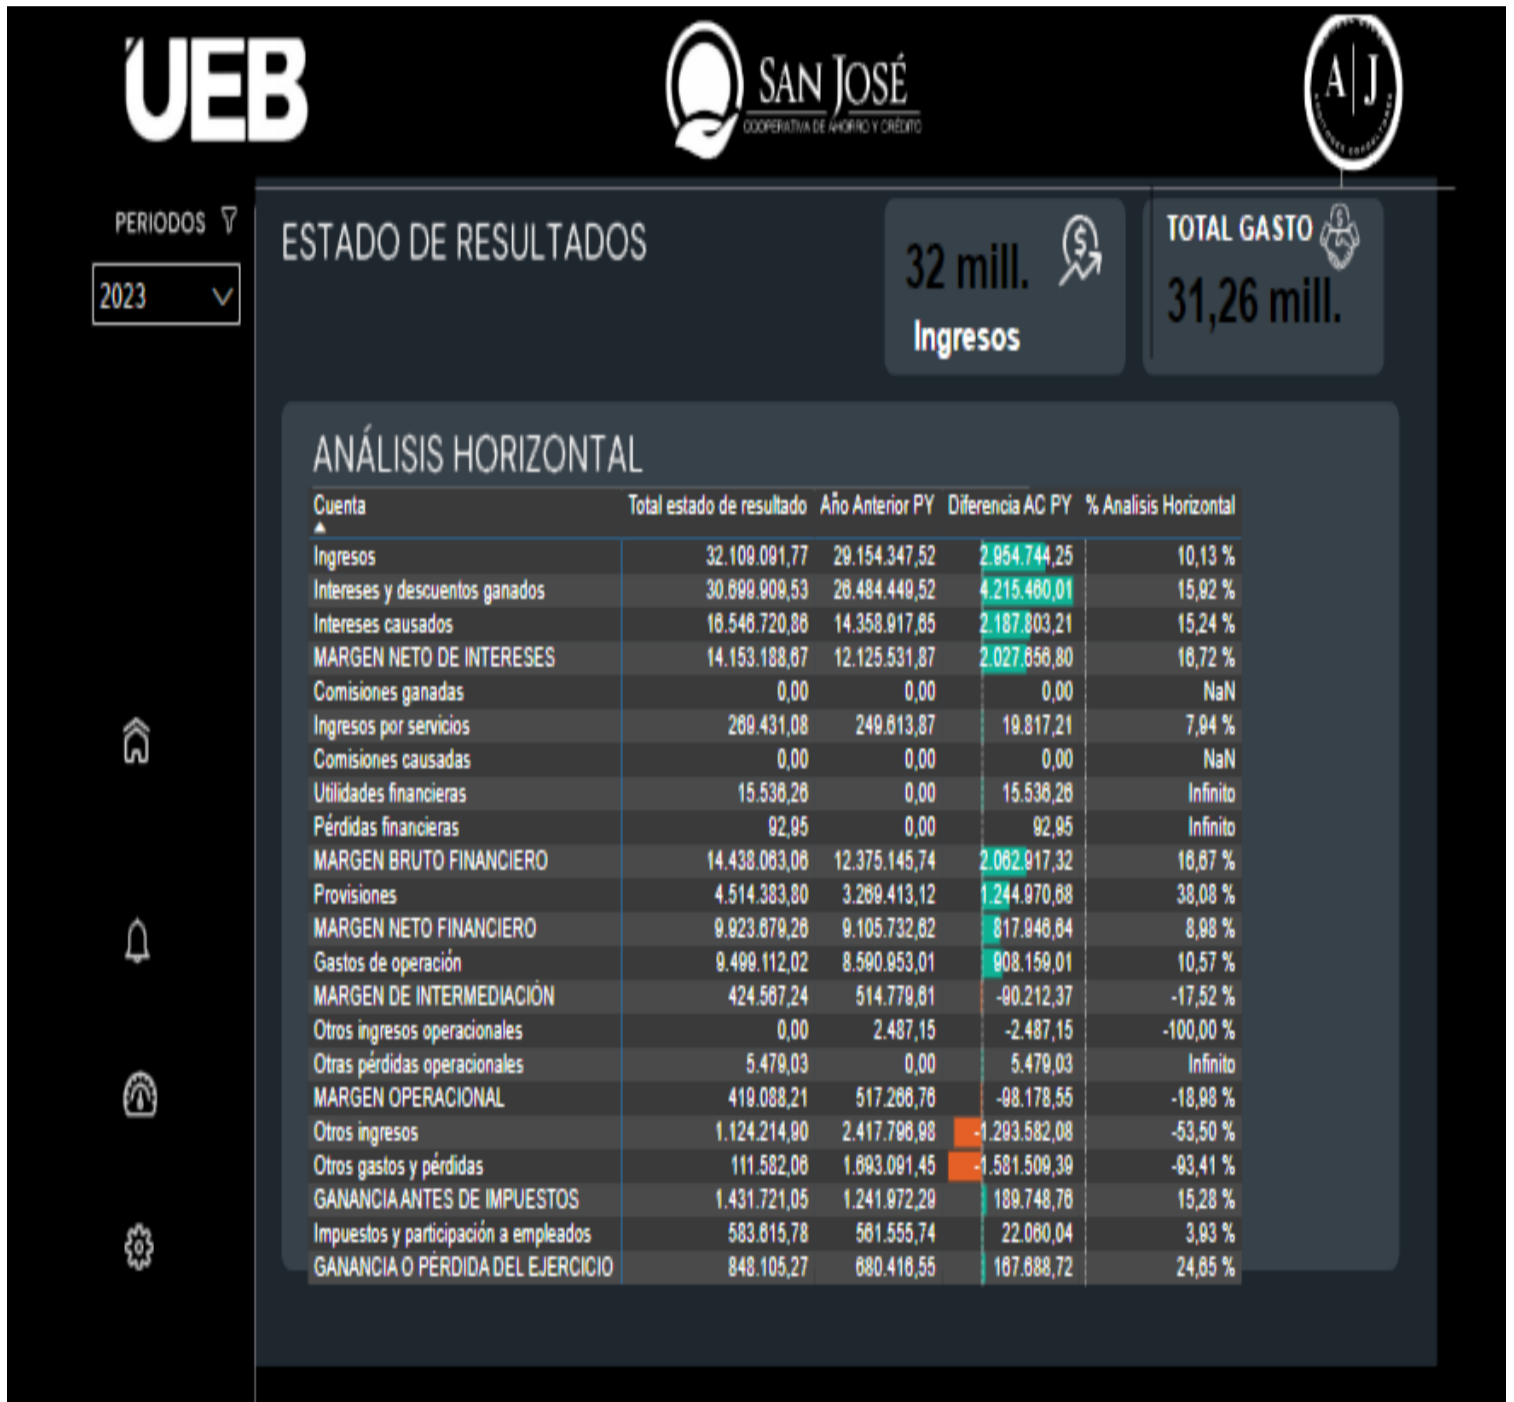 UEB
SAN JOSÉ
COOPERATIVA DE AHORRO Y CRÉDITO
A|J
PERIODOS
2023
ESTADO DE RESULTADOS
32 mill.
Ingresos
TOTAL GASTO
31,26 mill.
ANÁLISIS HORIZONTAL
Cuenta Total estado de resultado Año Anterior PY Diferencia AC PY % Analisis Horizontal
Ingresos 32.109.091,77 29.154.347,52 2.954.744,25 10,13 %
Intereses y descuentos ganados 30.699.909,53 26.484.449,52 4.215.460,01 15,92 %
Intereses causados 16.546.720,86 14.358.917,65 2.187.803,21 15,24 %
MARGEN NETO DE INTERESES 14.153.188,67 12.125.531,87 2.027.656,80 16,72 %
Comisiones ganadas 0,00 0,00 0,00 NaN
Ingresos por servicios 269.431,08 249.613,87 19.817,21 7,94 %
Comisiones causadas 0,00 0,00 0,00 NaN
Utilidades financieras 15.536,26 0,00 15.536,26 Infinito
Pérdidas financieras 92,95 0,00 92,95 Infinito
MARGEN BRUTO FINANCIERO 14.438.063,06 12.375.145,74 2.062.917,32 16,67 %
Provisiones 4.514.383,80 3.269.413,12 1.244.970,68 38,08 %
MARGEN NETO FINANCIERO 9.923.679,26 9.105.732,62 817.946,64 8,98 %
Gastos de operación 9.499.112,02 8.590.953,01 908.159,01 10,57 %
MARGEN DE INTERMEDIACIÓN 424.567,24 514.779,61 -90.212,37 -17,52 %
Otros ingresos operacionales 0,00 2.487,15 -2.487,15 -100,00 %
Otras pérdidas operacionales 5.479,03 0,00 5.479,03 Infinito
MARGEN OPERACIONAL 419.088,21 517.266,76 -98.178,55 -18,98 %
Otros ingresos 1.124.214,90 2.417.796,98 -1.293.582,08 -53,50 %
Otros gastos y pérdidas 111.582,06 1.693.091,45 -1.581.509,39 -93,41 %
GANANCIA ANTES DE IMPUESTOS 1.431.721,05 1.241.972,29 189.748,76 15,28 %
Impuestos y participación a empleados 583.615,78 561.555,74 22.060,04 3,93 %
GANANCIA O PÉRDIDA DEL EJERCICIO 848.105,27 680.416,55 167.688,72 24,65 %